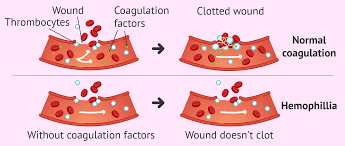 Wound
Thrombocytes
Coagulation
factors
Clotted wound
Normal
coagulation
Hemophillia
Without coagulation factors
Wound doesn't clot